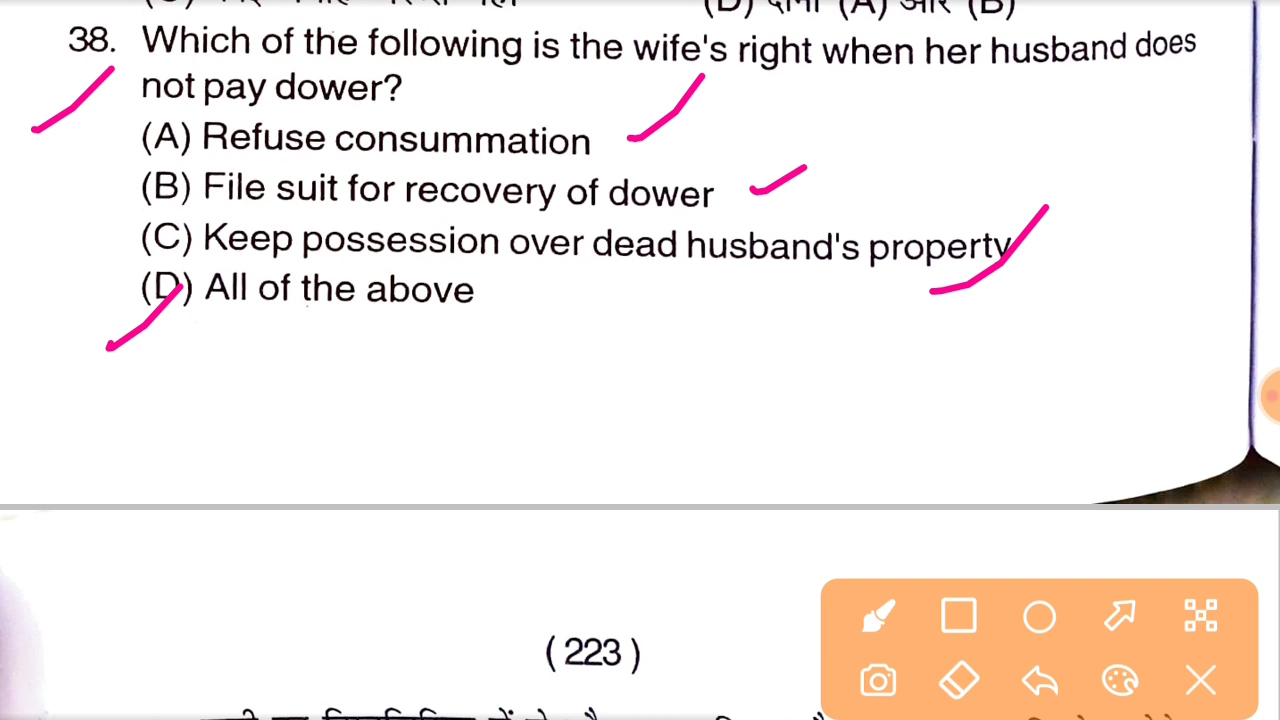 (D) दोनों (A) और (B)
38. Which of the following is the wife's right when her husband does
not pay dower?
(A) Refuse consummation
(B) File suit for recovery of dower
(C) Keep possession over dead husband's property
(D) All of the above
(223)